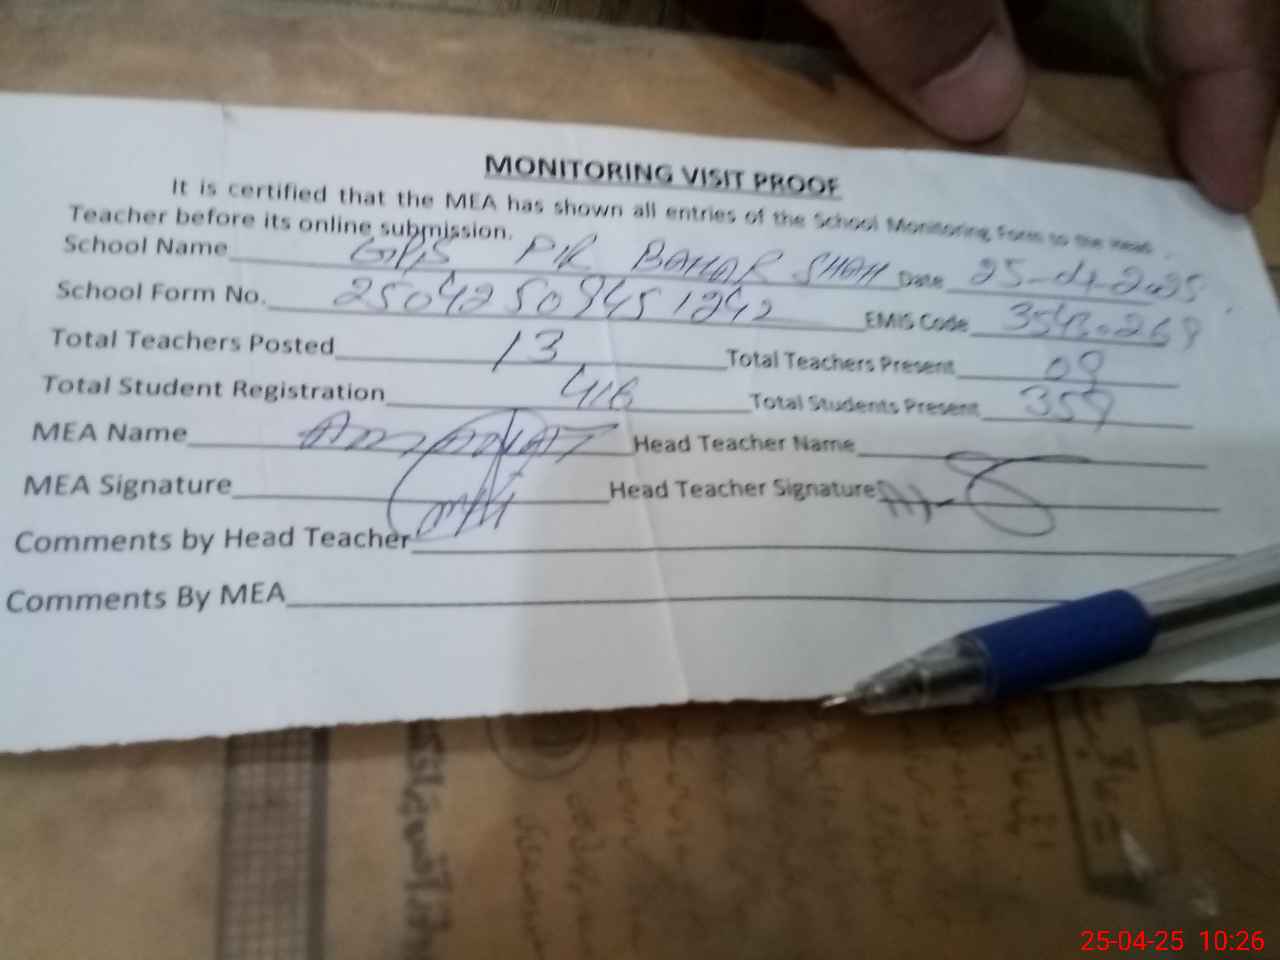 MONITORING VISIT PROOF
It is certified that the MEA has shown all entries of the School Monitoring Form to the Head
Teacher before its online submission.
School Name GPS PIR BAHAR SHAH Date 25-04-2025
School Form No. EMIS Code
Total Teachers Posted 13 Total Teachers Present 09
Total Student Registration 416 Total Students Present 359
MEA Name Head Teacher Name
MEA Signature Head Teacher Signature
Comments by Head Teacher
Comments By MEA
25-04-25 10:26